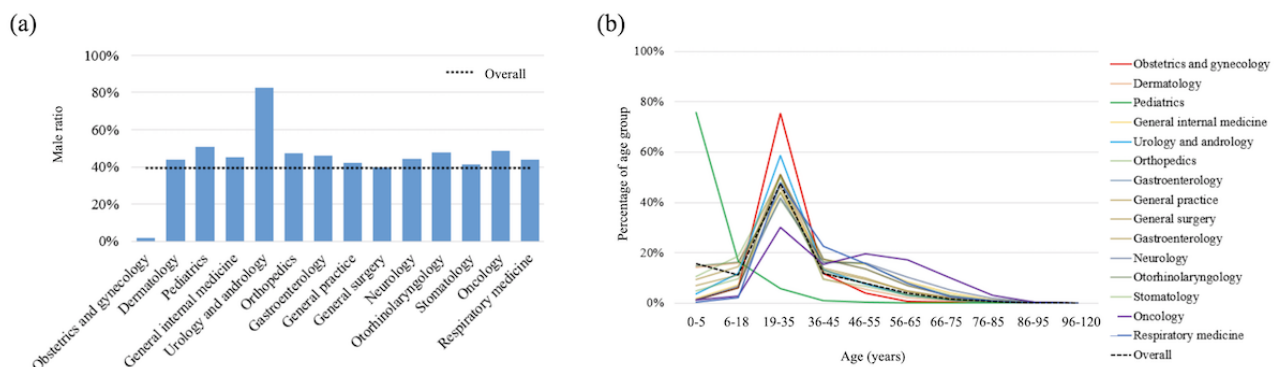 (a)
100%
80%
60%
40%
20%
0%
Male ratio
Overall
Obstetrics and gynecology
Dermatology
Pediatrics
General internal medicine
Urology and andrology
Orthopedics
Gastroenterology
General practice
General surgery
Neurology
Otorhinolaryngology
Stomatology
Oncology
Respiratory medicine
(b)
100%
80%
60%
40%
20%
0%
Percentage of age group
0-5 6-18 19-35 36-45 46-55 56-65 66-75 76-85 86-95 96-120
Age (years)
Obstetrics and gynecology
Dermatology
Pediatrics
General internal medicine
Urology and andrology
Orthopedics
Gastroenterology
General practice
General surgery
Gastroenterology
Neurology
Otorhinolaryngology
Stomatology
Oncology
Respiratory medicine
Overall